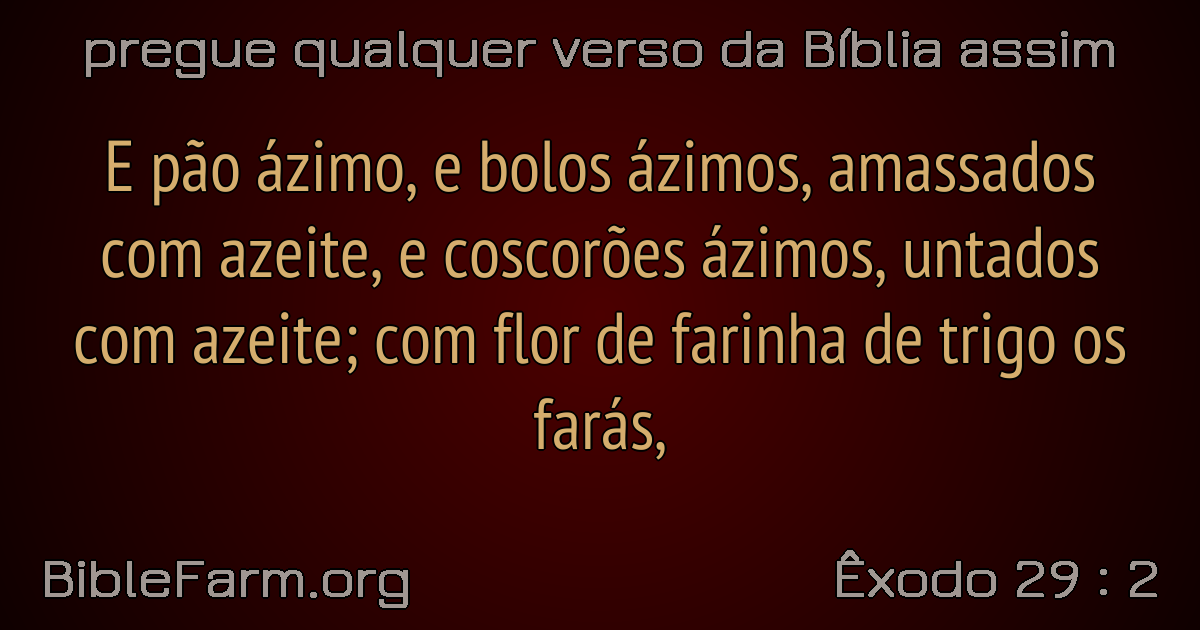 pregue qualquer verso da Bíblia assim
E pão ázimo, e bolos ázimos, amassados
com azeite, e coscorões ázimos, untados
com azeite; com flor de farinha de trigo os
farás,
BibleFarm.org
Êxodo 29 : 2